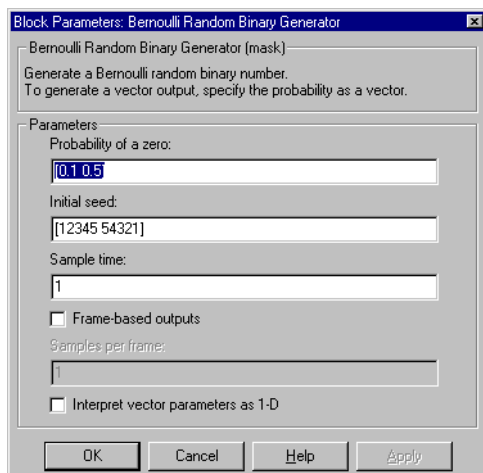 Block Parameters: Bernoulli Random Binary Generator
Bernoulli Random Binary Generator (mask)
Generate a Bernoulli random binary number.
To generate a vector output, specify the probability as a vector.
Parameters
Probability of a zero:
[0.1 0.5]
Initial seed:
[12345 54321]
Sample time:
1
Frame-based outputs
Samples per frame:
1
Interpret vector parameters as 1-D
OK Cancel Help Apply